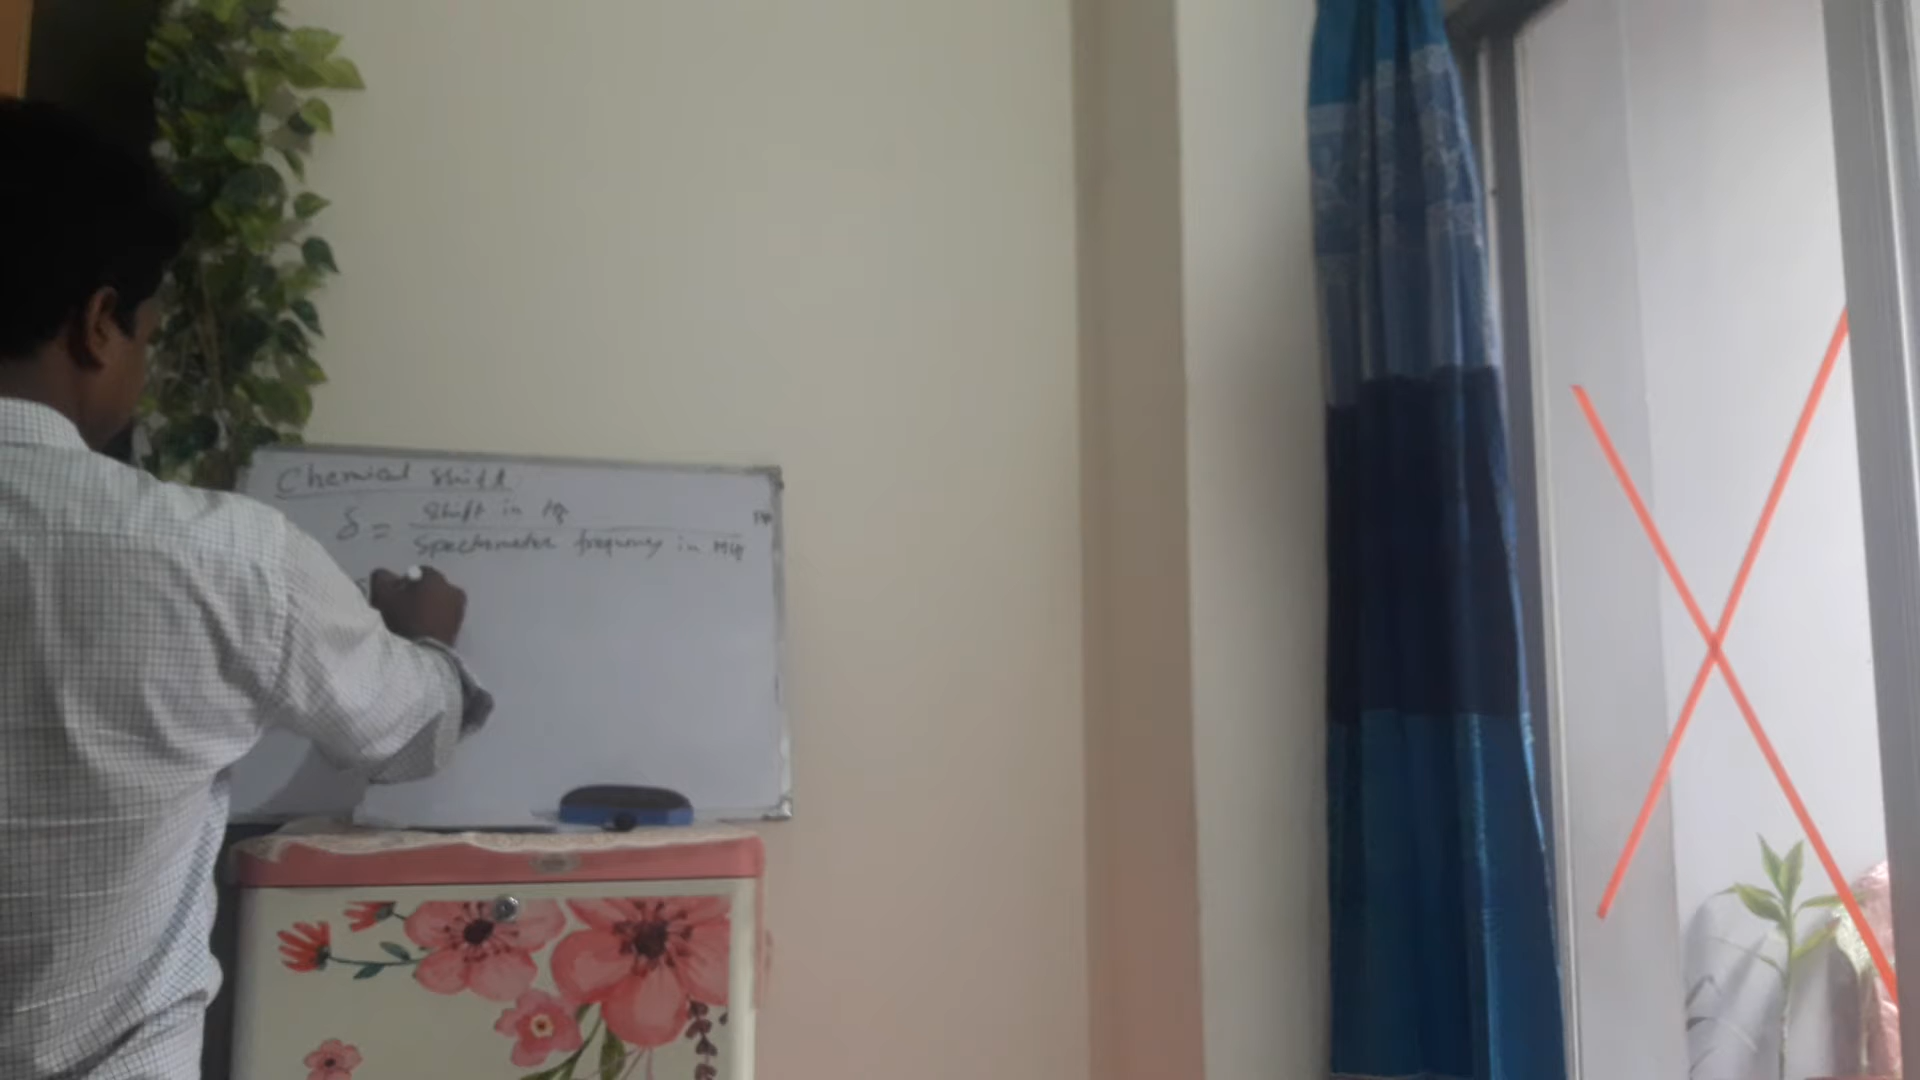 Chemical Shift
Shift in Hz
δ =
Spectrometer frequency in MHz